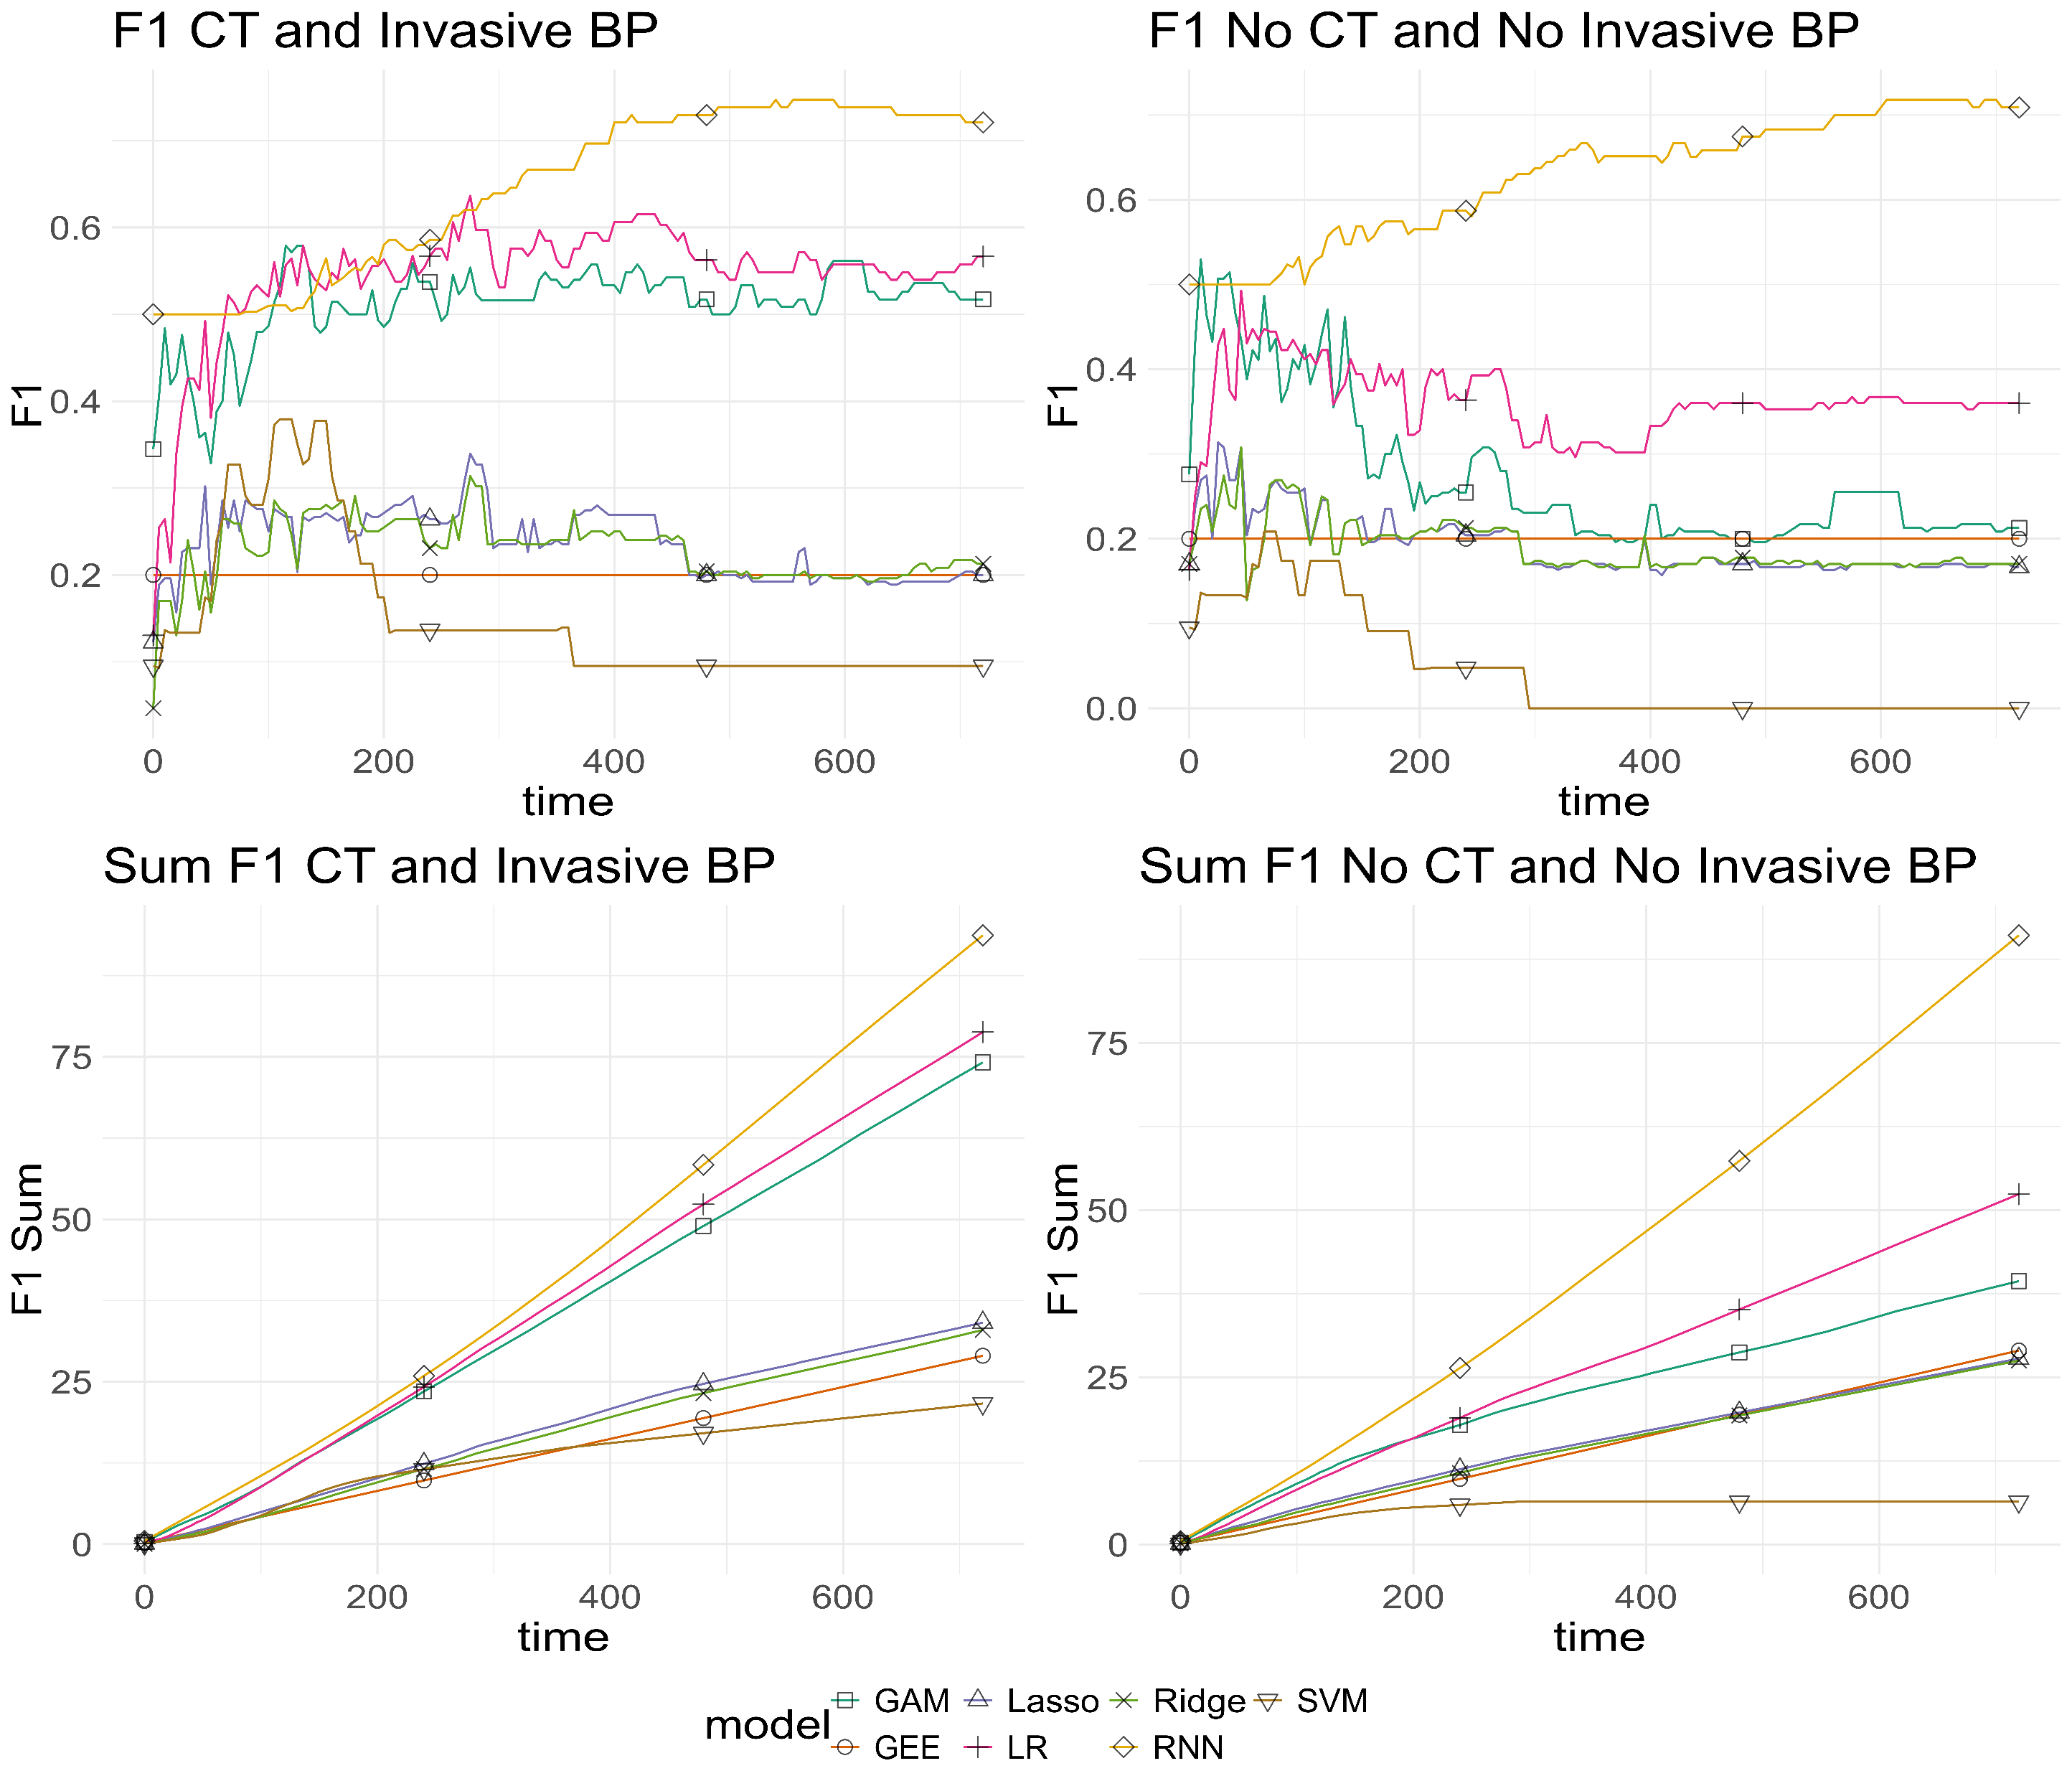 F1 CT and Invasive BP
F1
0.6
0.4
0.2
0 200 400 600
time
F1 No CT and No Invasive BP
F1
0.6
0.4
0.2
0.0
0 200 400 600
time
Sum F1 CT and Invasive BP
F1 Sum
75
50
25
0
0 200 400 600
time
Sum F1 No CT and No Invasive BP
F1 Sum
75
50
25
0
0 200 400 600
time
model
GAM Lasso Ridge SVM
GEE LR RNN